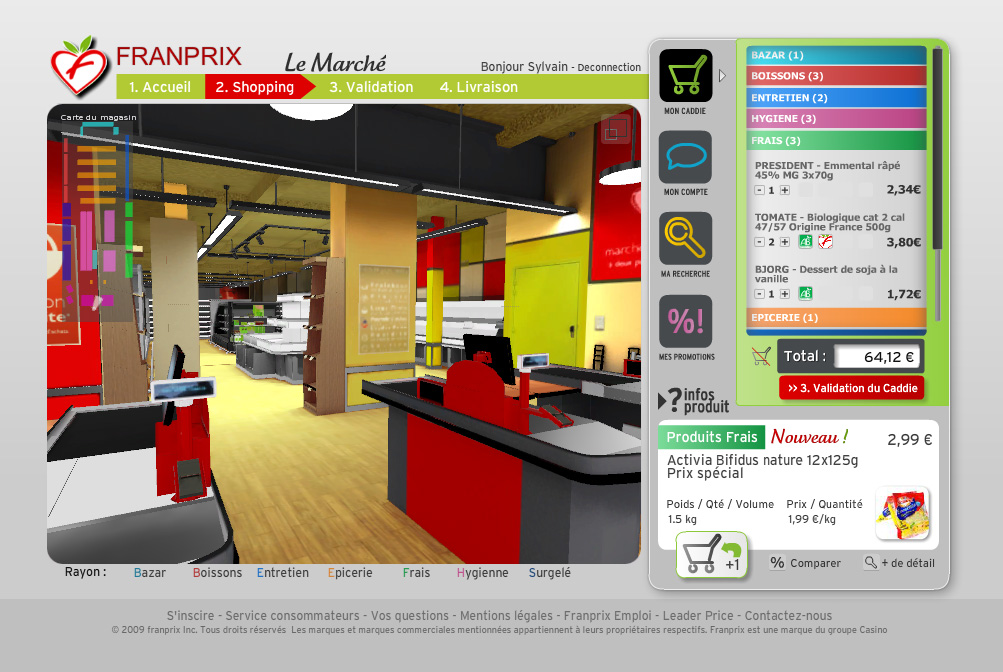 FRANPRIX
Le Marché
Bonjour Sylvain - Deconnection
1. Accueil
2. Shopping
3. Validation
4. Livraison
Carte du magasin
marche
MON CADDIE
MON COMPTE
MA RECHERCHE
%!
MES PROMOTIONS
? infos
produit
BAZAR (1)
BOISSONS (3)
ENTRETIEN (2)
HYGIENE (3)
FRAIS (3)
PRESIDENT - Emmental râpé
45% MG 3x70g
- 1 + 2,34€
TOMATE - Biologique cat 2 cal
47/57 Origine France 500g
- 2 + AB 3,80€
BJORG - Dessert de soja à la
vanille
- 1 + AB 1,72€
EPICERIE (1)
Total : 64,12 €
>> 3. Validation du Caddie
Produits Frais Nouveau ! 2,99 €
Activia Bifidus nature 12x125g
Prix spécial
Poids / Qté / Volume Prix / Quantité
1.5 kg 1,99 €/kg
+1
% Comparer
+ de détail
Rayon : Bazar Boissons Entretien Epicerie Frais Hygienne Surgelé
S'inscire - Service consommateurs - Vos questions - Mentions légales - Franprix Emploi - Leader Price - Contactez-nous
© 2009 franprix Inc. Tous droits réservés Les marques et marques commerciales mentionnées appartiennent à leurs propriétaires respectifs. Franprix est une marque du groupe Casino